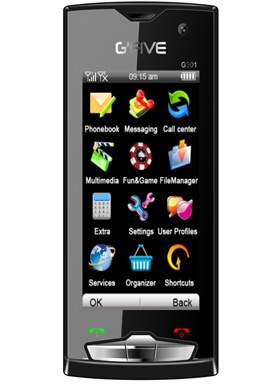 G'FIVE
G301
09:15 am
Phonebook Messaging Call center
Multimedia Fun&Game FileManager
Extra Settings User Profiles
Services Organizer Shortcuts
OK Back